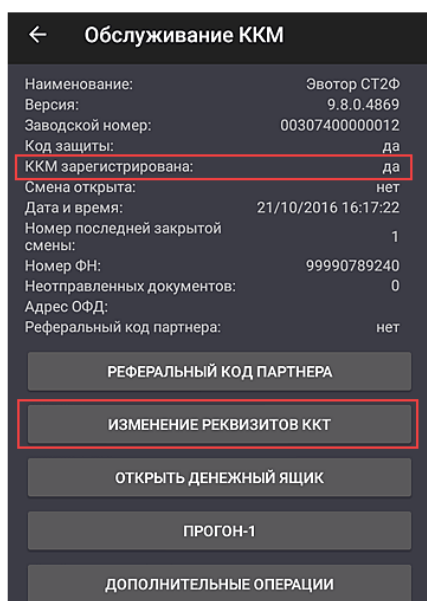 Обслуживание ККМ
Наименование: Эвотор СТ2Ф
Версия: 9.8.0.4869
Заводской номер: 00307400000012
Код защиты: да
ККМ зарегистрирована: да
Смена открыта: нет
Дата и время: 21/10/2016 16:17:22
Номер последней закрытой
смены: 1
Номер ФН: 99990789240
Неотправленных документов: 0
Адрес ОФД:
Реферальный код партнера: нет
РЕФЕРАЛЬНЫЙ КОД ПАРТНЕРА
ИЗМЕНЕНИЕ РЕКВИЗИТОВ ККТ
ОТКРЫТЬ ДЕНЕЖНЫЙ ЯЩИК
ПРОГОН-1
ДОПОЛНИТЕЛЬНЫЕ ОПЕРАЦИИ